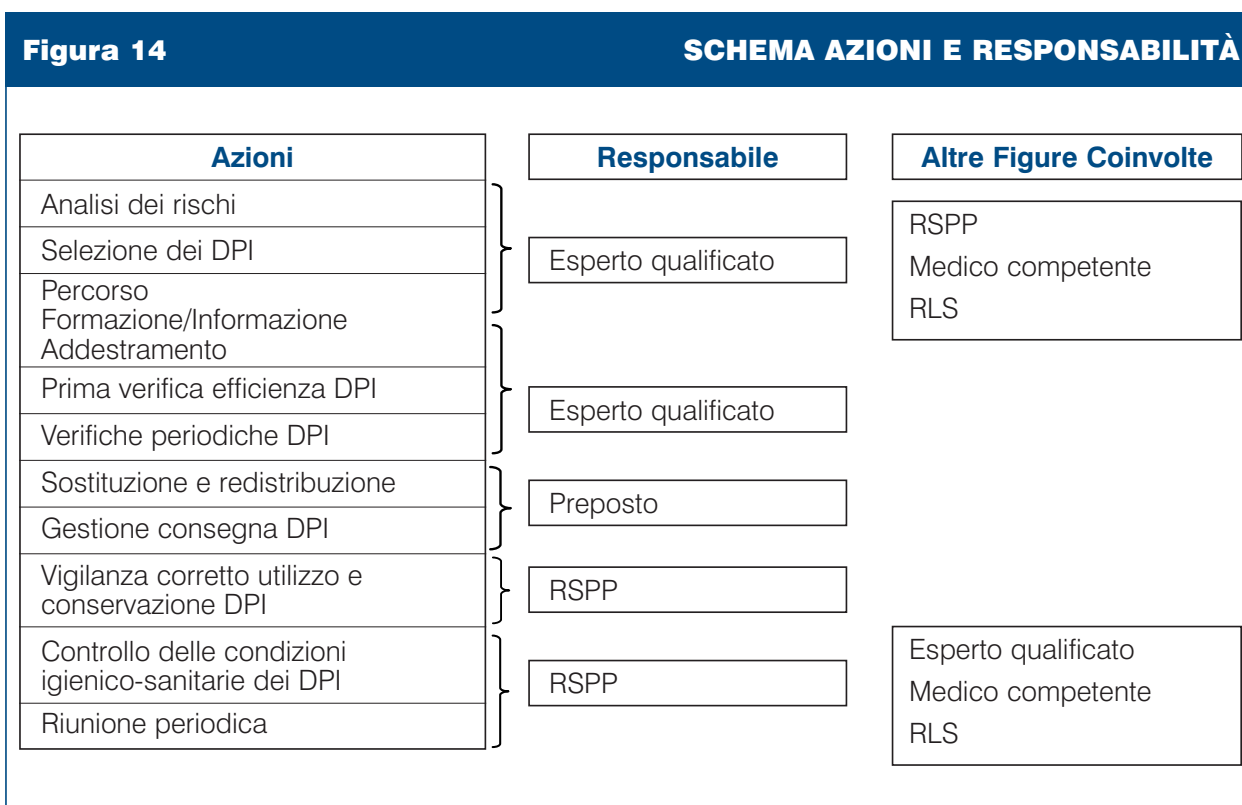 Figura 14
SCHEMA AZIONI E RESPONSABILITÀ
Azioni
Analisi dei rischi
Selezione dei DPI
Percorso
Formazione/Informazione
Addestramento
Prima verifica efficienza DPI
Verifiche periodiche DPI
Sostituzione e redistribuzione
Gestione consegna DPI
Vigilanza corretto utilizzo e
conservazione DPI
Controllo delle condizioni
igienico-sanitarie dei DPI
Riunione periodica
Responsabile
Esperto qualificato
Esperto qualificato
Preposto
RSPP
RSPP
Altre Figure Coinvolte
RSPP
Medico competente
RLS
Esperto qualificato
Medico competente
RLS